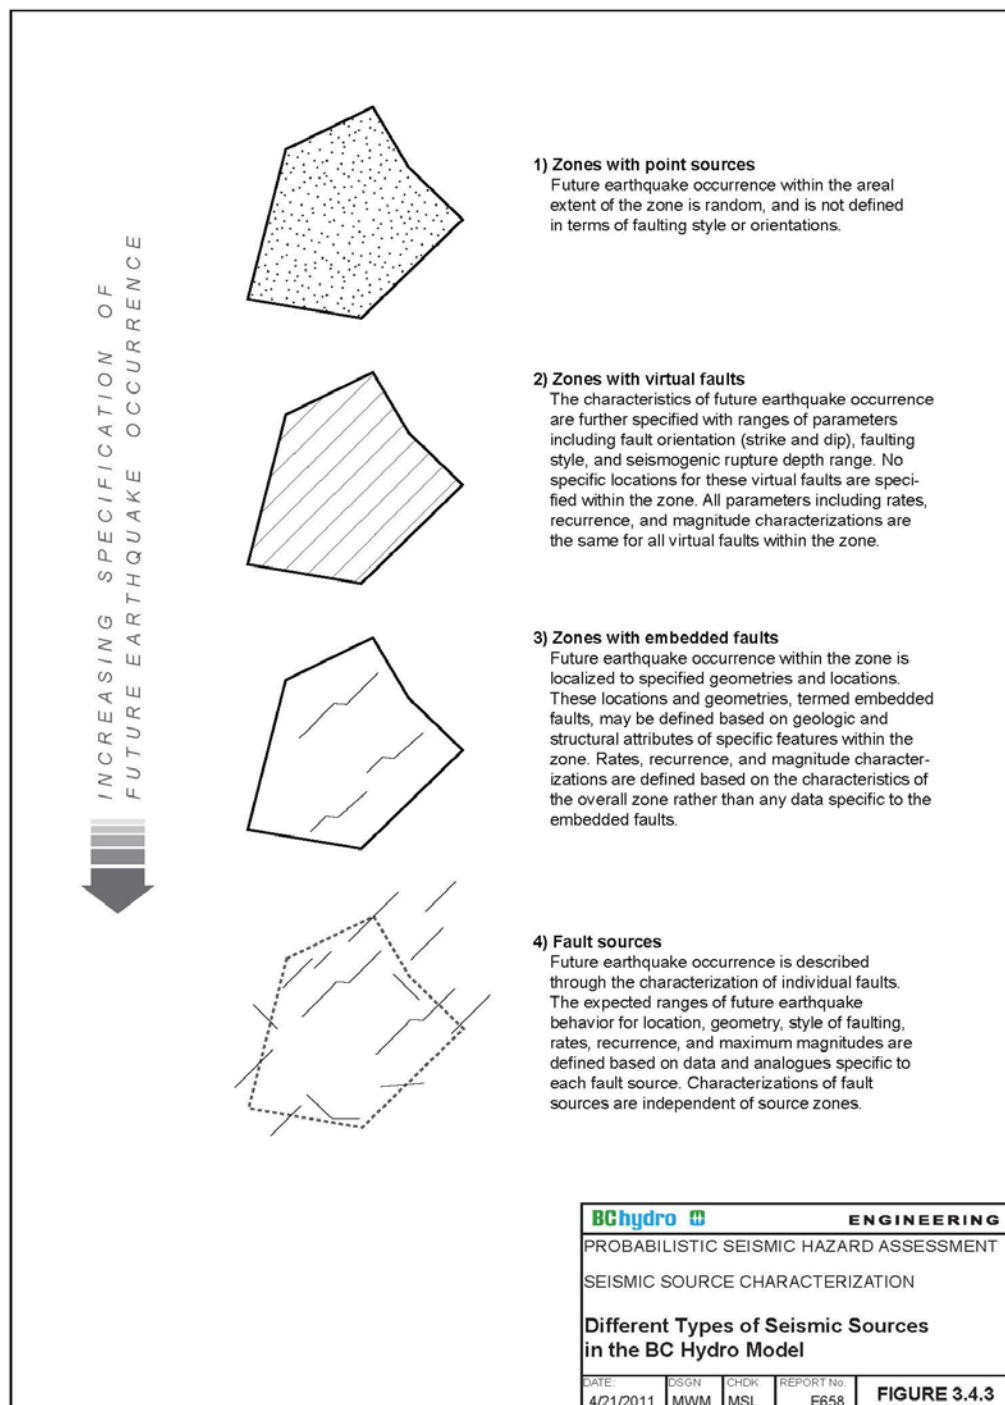 INCREASING SPECIFICATION OF
FUTURE EARTHQUAKE OCCURRENCE
1) Zones with point sources
Future earthquake occurrence within the areal
extent of the zone is random, and is not defined
in terms of faulting style or orientations.
2) Zones with virtual faults
The characteristics of future earthquake occurrence
are further specified with ranges of parameters
including fault orientation (strike and dip), faulting
style, and seismogenic rupture depth range. No
specific locations for these virtual faults are speci-
fied within the zone. All parameters including rates,
recurrence, and magnitude characterizations are
the same for all virtual faults within the zone.
3) Zones with embedded faults
Future earthquake occurrence within the zone is
localized to specified geometries and locations.
These locations and geometries, termed embedded
faults, may be defined based on geologic and
structural attributes of specific features within the
zone. Rates, recurrence, and magnitude character-
izations are defined based on the characteristics of
the overall zone rather than any data specific to the
embedded faults.
4) Fault sources
Future earthquake occurrence is described
through the characterization of individual faults.
The expected ranges of future earthquake
behavior for location, geometry, style of faulting,
rates, recurrence, and maximum magnitudes are
defined based on data and analogues specific to
each fault source. Characterizations of fault
sources are independent of source zones.
BChydro ENGINEERING
PROBABILISTIC SEISMIC HAZARD ASSESSMENT
SEISMIC SOURCE CHARACTERIZATION
Different Types of Seismic Sources
in the BC Hydro Model
DATE: DSGN CHDK REPORT No.
4/21/2011 MWM MSL E658 FIGURE 3.4.3